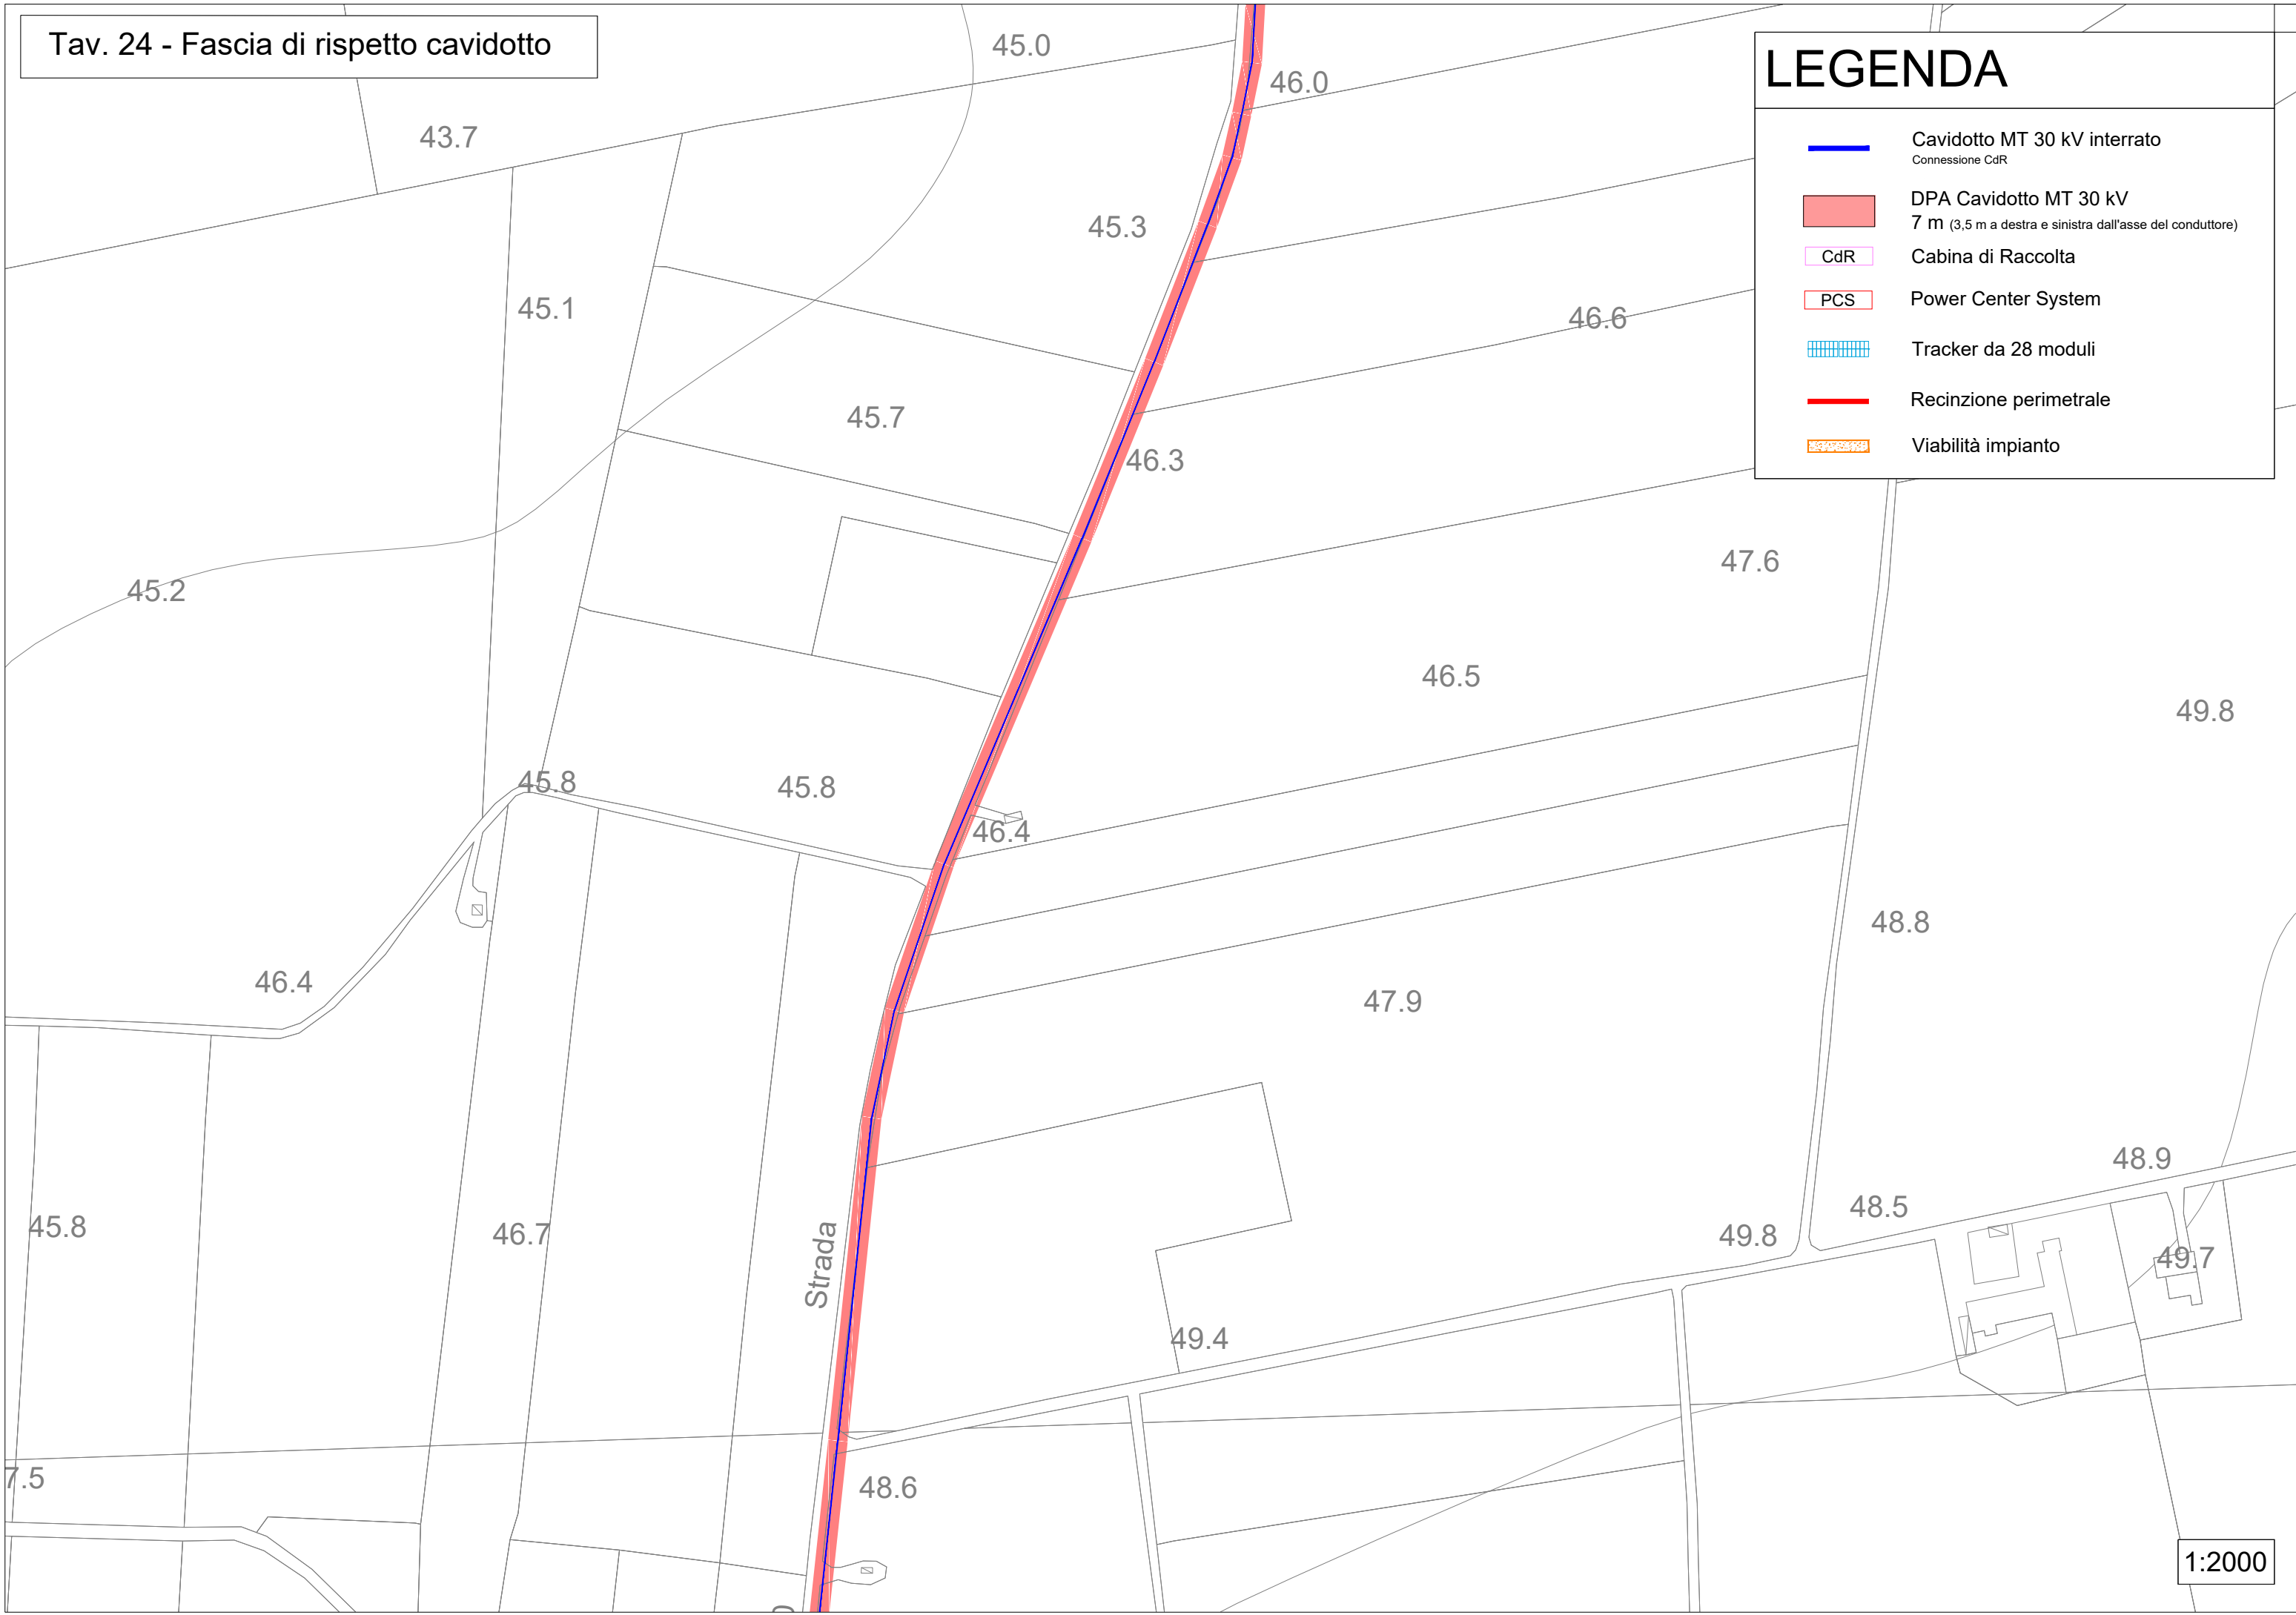 Tav. 24 - Fascia di rispetto cavidotto
LEGENDA
Cavidotto MT 30 kV interrato
Connessione CdR
DPA Cavidotto MT 30 kV
7 m (3,5 m a destra e sinistra dall'asse del conduttore)
CdR Cabina di Raccolta
PCS Power Center System
Tracker da 28 moduli
Recinzione perimetrale
Viabilità impianto
45.0
46.0
43.7
45.3
45.1
46.6
45.7
46.3
47.6
45.2
46.5
49.8
45.8
45.8
46.4
48.8
46.4
47.9
48.9
48.5
45.8
46.7
Strada
49.8
49.7
49.4
7.5
48.6
1:2000